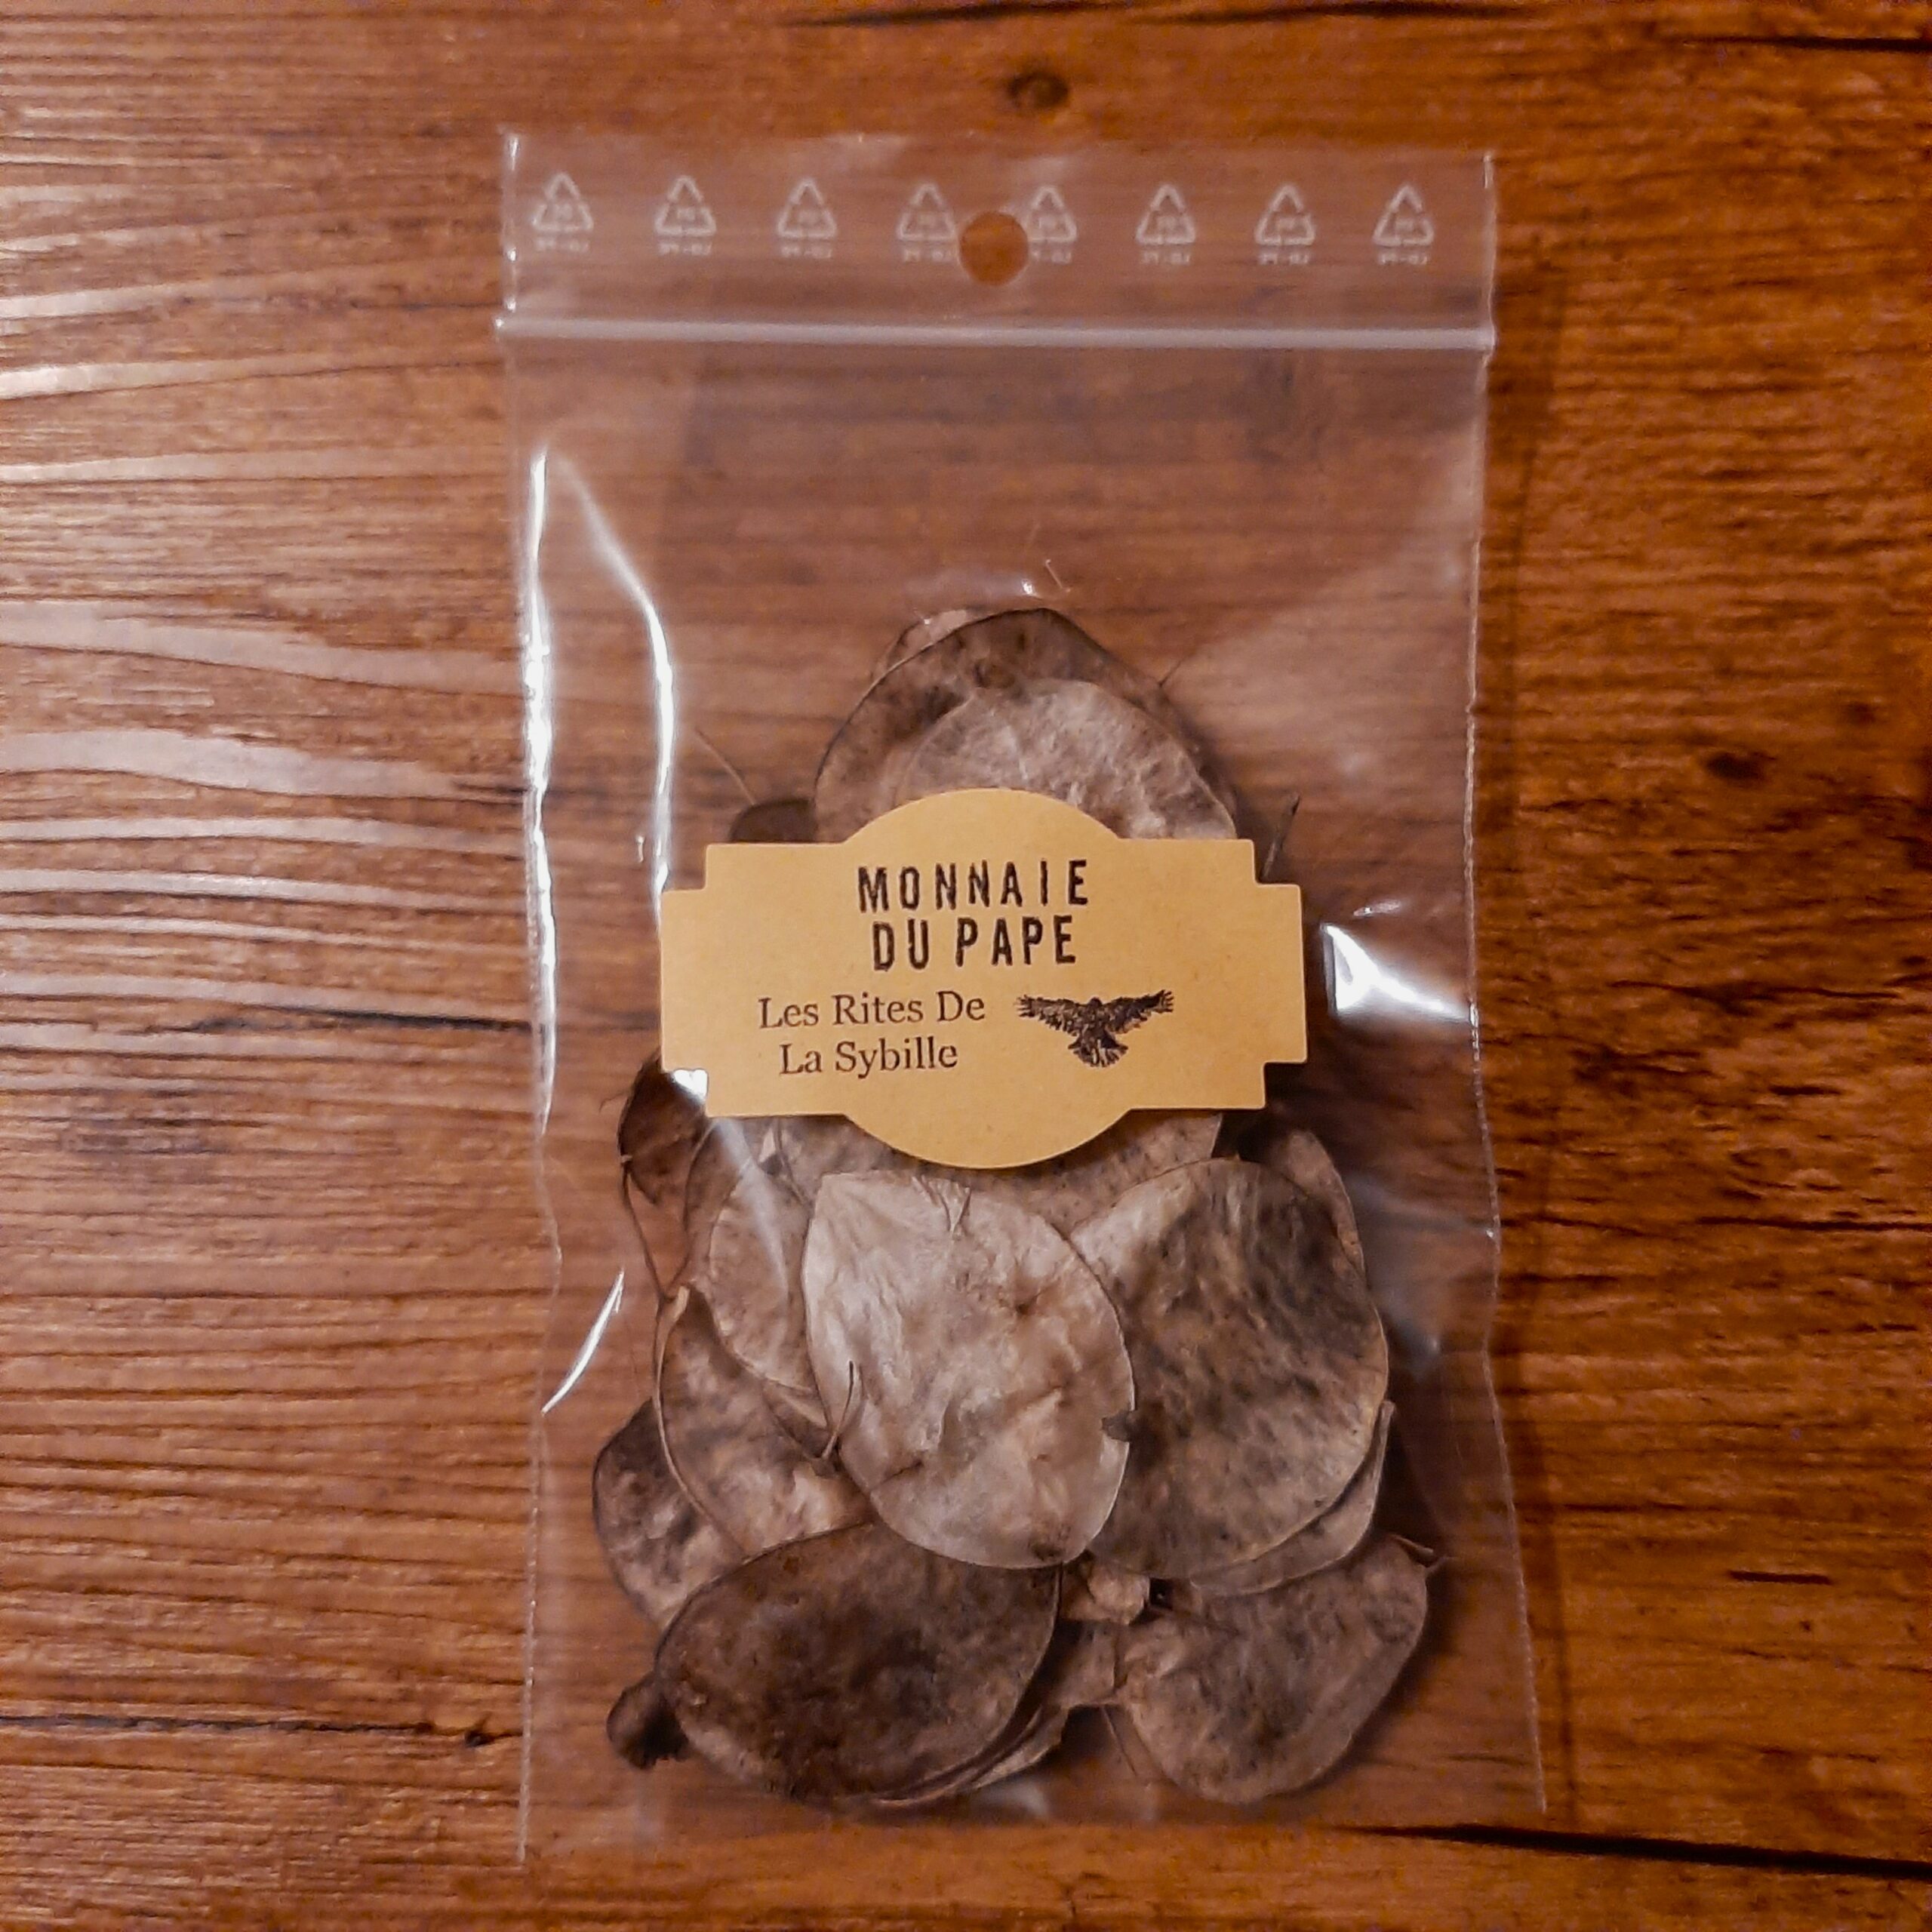 MONNAIE
DU PAPE
Les Rites De
La Sybille